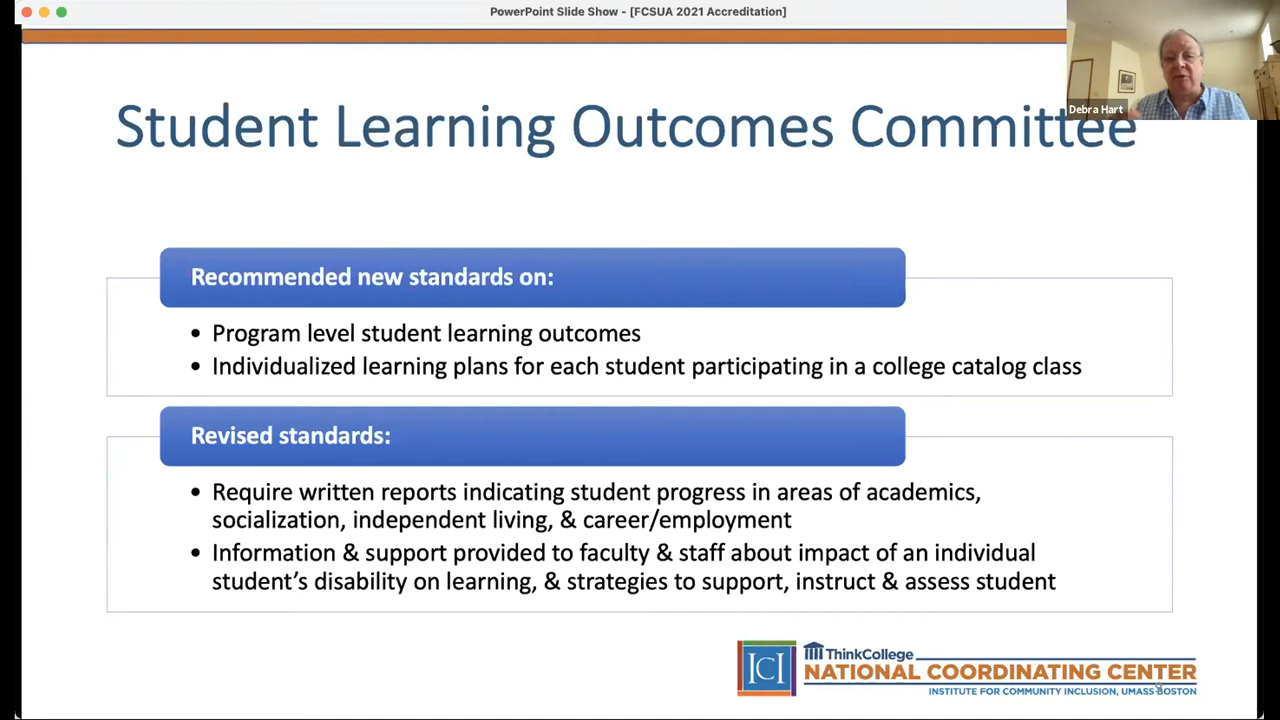 PowerPoint Slide Show - [FCSUA 2021 Accreditation]
Debra Hart
Student Learning Outcomes Committee
Recommended new standards on:
• Program level student learning outcomes
• Individualized learning plans for each student participating in a college catalog class
Revised standards:
• Require written reports indicating student progress in areas of academics,
socialization, independent living, & career/employment
• Information & support provided to faculty & staff about impact of an individual
student’s disability on learning, & strategies to support, instruct & assess student
ICI
ThinkCollege
NATIONAL COORDINATING CENTER
INSTITUTE FOR COMMUNITY INCLUSION, UMASS BOSTON
9